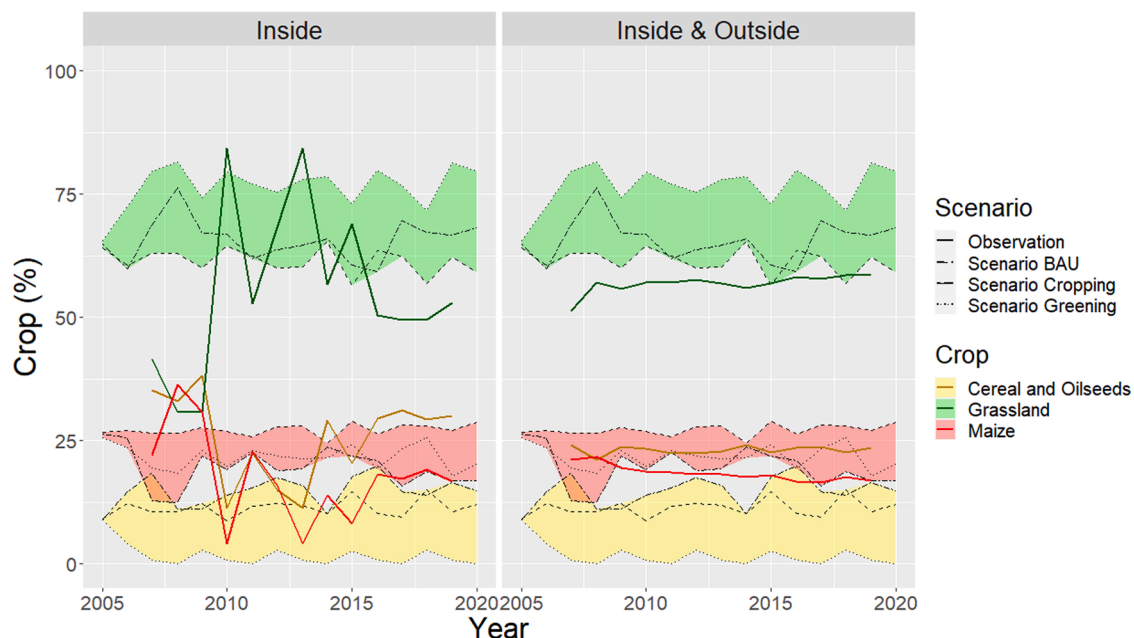 Inside
Inside & Outside
Crop (%)
100
75
50
25
0
2005
2010
2015
2020
2005
2010
2015
2020
Year
Scenario
Observation
Scenario BAU
Scenario Cropping
Scenario Greening
Crop
Cereal and Oilseeds
Grassland
Maize